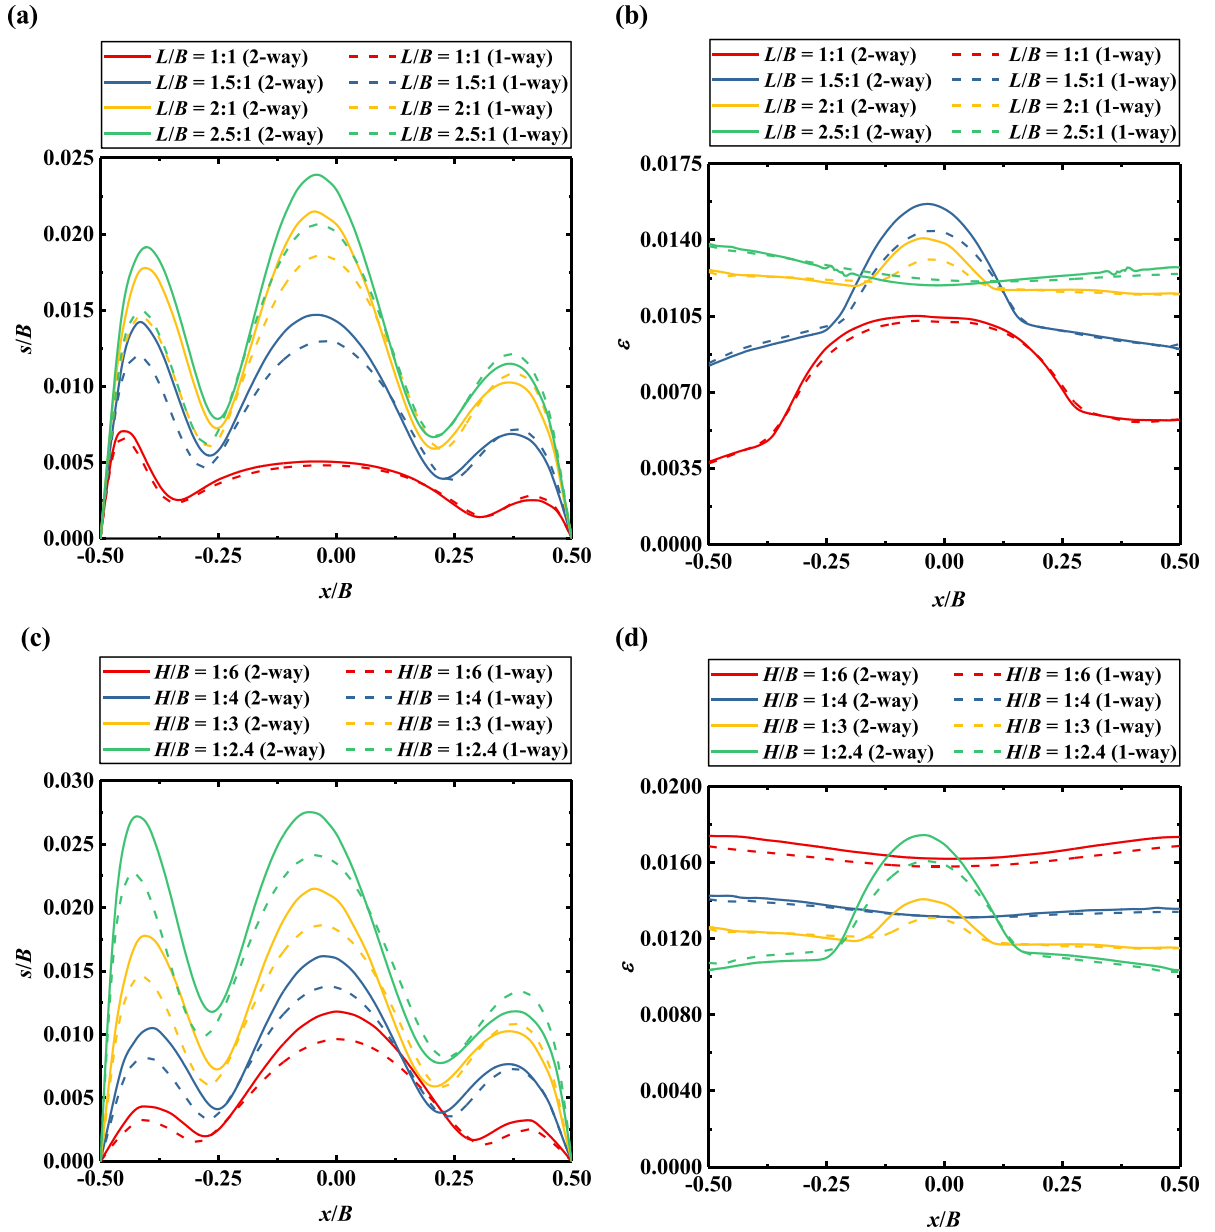 (a)
L/B = 1:1 (2-way) L/B = 1:1 (1-way)
L/B = 1.5:1 (2-way) L/B = 1.5:1 (1-way)
L/B = 2:1 (2-way) L/B = 2:1 (1-way)
L/B = 2.5:1 (2-way) L/B = 2.5:1 (1-way)
0.025
0.020
0.015
0.010
0.005
0.000
s/B
-0.50 -0.25 0.00 0.25 0.50
x/B
(b)
L/B = 1:1 (2-way) L/B = 1:1 (1-way)
L/B = 1.5:1 (2-way) L/B = 1.5:1 (1-way)
L/B = 2:1 (2-way) L/B = 2:1 (1-way)
L/B = 2.5:1 (2-way) L/B = 2.5:1 (1-way)
0.0175
0.0140
0.0105
0.0070
0.0035
0.0000
ε
-0.50 -0.25 0.00 0.25 0.50
x/B
(c)
H/B = 1:6 (2-way) H/B = 1:6 (1-way)
H/B = 1:4 (2-way) H/B = 1:4 (1-way)
H/B = 1:3 (2-way) H/B = 1:3 (1-way)
H/B = 1:2.4 (2-way) H/B = 1:2.4 (1-way)
0.030
0.025
0.020
0.015
0.010
0.005
0.000
s/B
-0.50 -0.25 0.00 0.25 0.50
x/B
(d)
H/B = 1:6 (2-way) H/B = 1:6 (1-way)
H/B = 1:4 (2-way) H/B = 1:4 (1-way)
H/B = 1:3 (2-way) H/B = 1:3 (1-way)
H/B = 1:2.4 (2-way) H/B = 1:2.4 (1-way)
0.0200
0.0160
0.0120
0.0080
0.0040
0.0000
ε
-0.50 -0.25 0.00 0.25 0.50
x/B